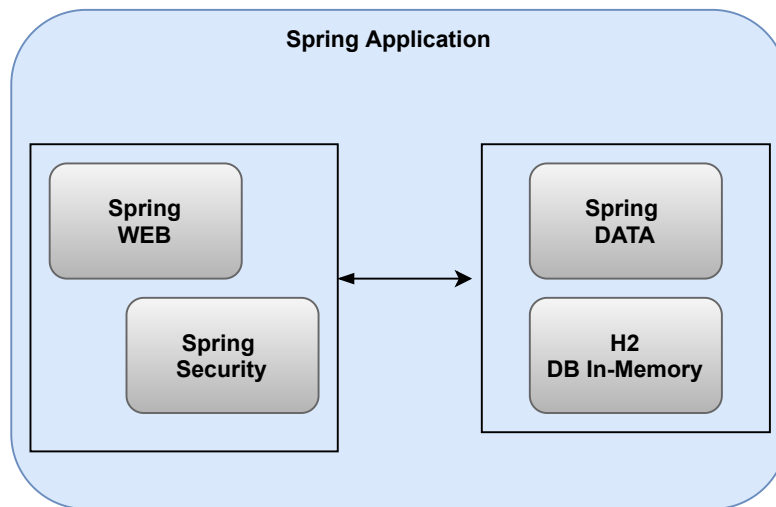 Spring Application
Spring
WEB
Spring
Security
Spring
DATA
H2
DB In-Memory